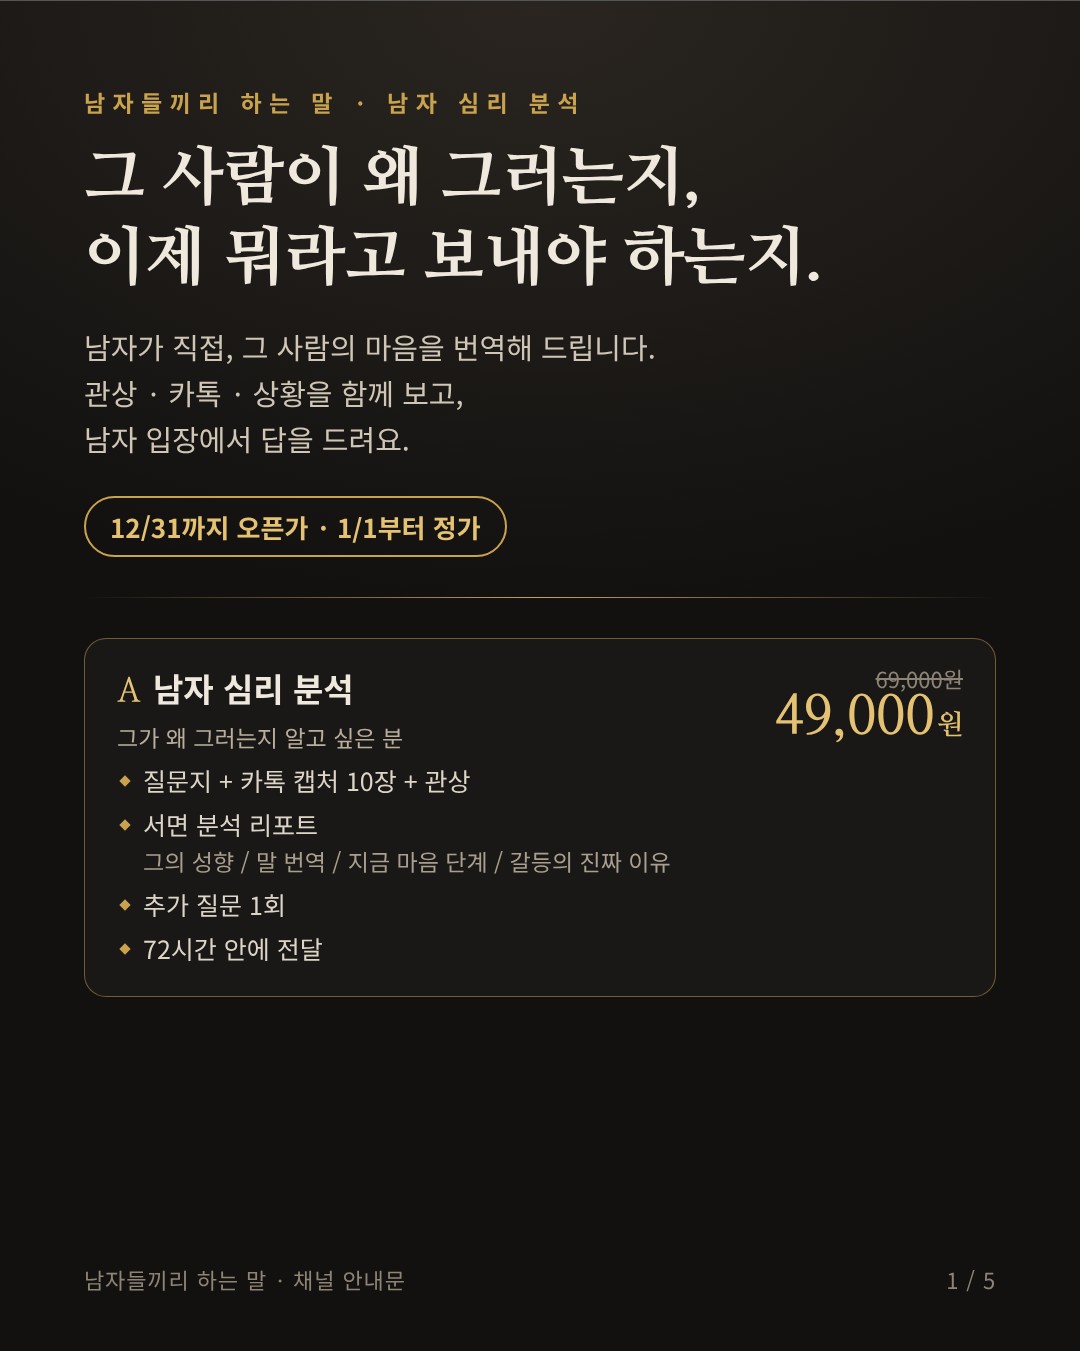 남자들끼리 하는 말 · 남자 심리 분석
그 사람이 왜 그러는지,
이제 뭐라고 보내야 하는지.
남자가 직접, 그 사람의 마음을 번역해 드립니다.
관상 · 카톡 · 상황을 함께 보고,
남자 입장에서 답을 드려요.
12/31까지 오픈가 · 1/1부터 정가
A 남자 심리 분석
69,000원
49,000원
그가 왜 그러는지 알고 싶은 분
◆ 질문지 + 카톡 캡처 10장 + 관상
◆ 서면 분석 리포트
그의 성향 / 말 번역 / 지금 마음 단계 / 갈등의 진짜 이유
◆ 추가 질문 1회
◆ 72시간 안에 전달
남자들끼리 하는 말 · 채널 안내문
1 / 5